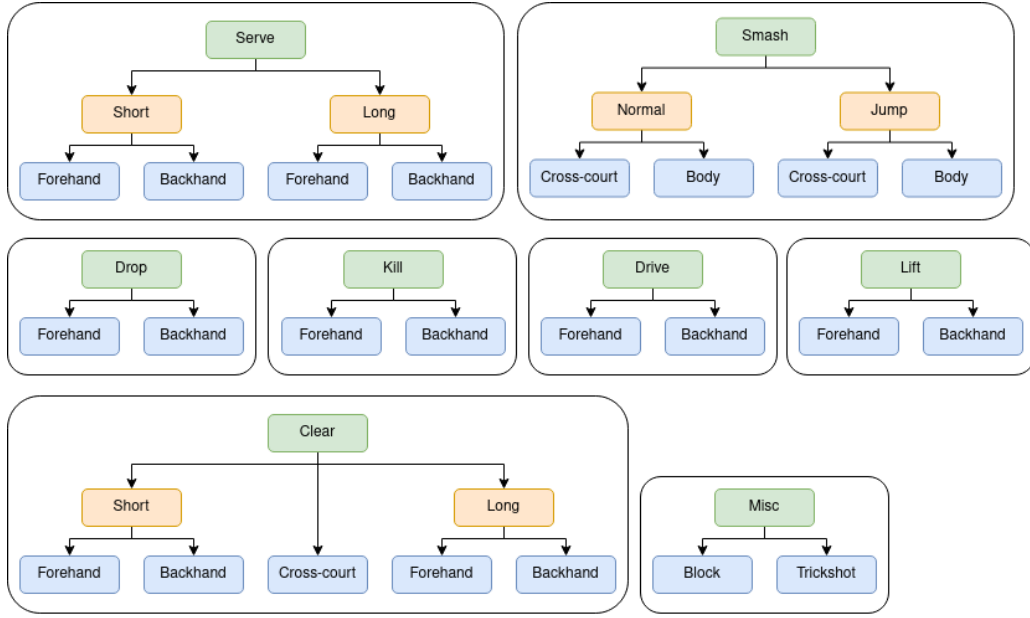 Serve
Smash
Short
Long
Normal
Jump
Forehand
Backhand
Forehand
Backhand
Cross-court
Body
Cross-court
Body
Drop
Kill
Drive
Lift
Forehand
Backhand
Forehand
Backhand
Forehand
Backhand
Forehand
Backhand
Clear
Short
Long
Misc
Forehand
Backhand
Cross-court
Forehand
Backhand
Block
Trickshot